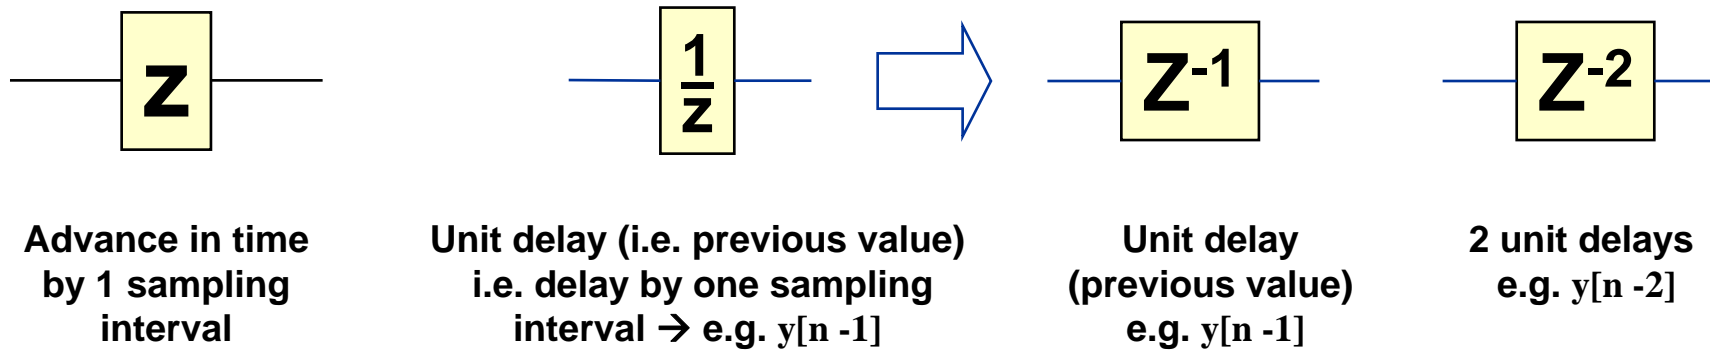 z
1
z
Z-1
Z-2
Advance in time
by 1 sampling
interval
Unit delay (i.e. previous value)
i.e. delay by one sampling
interval → e.g. y[n -1]
Unit delay
(previous value)
e.g. y[n -1]
2 unit delays
e.g. y[n -2]